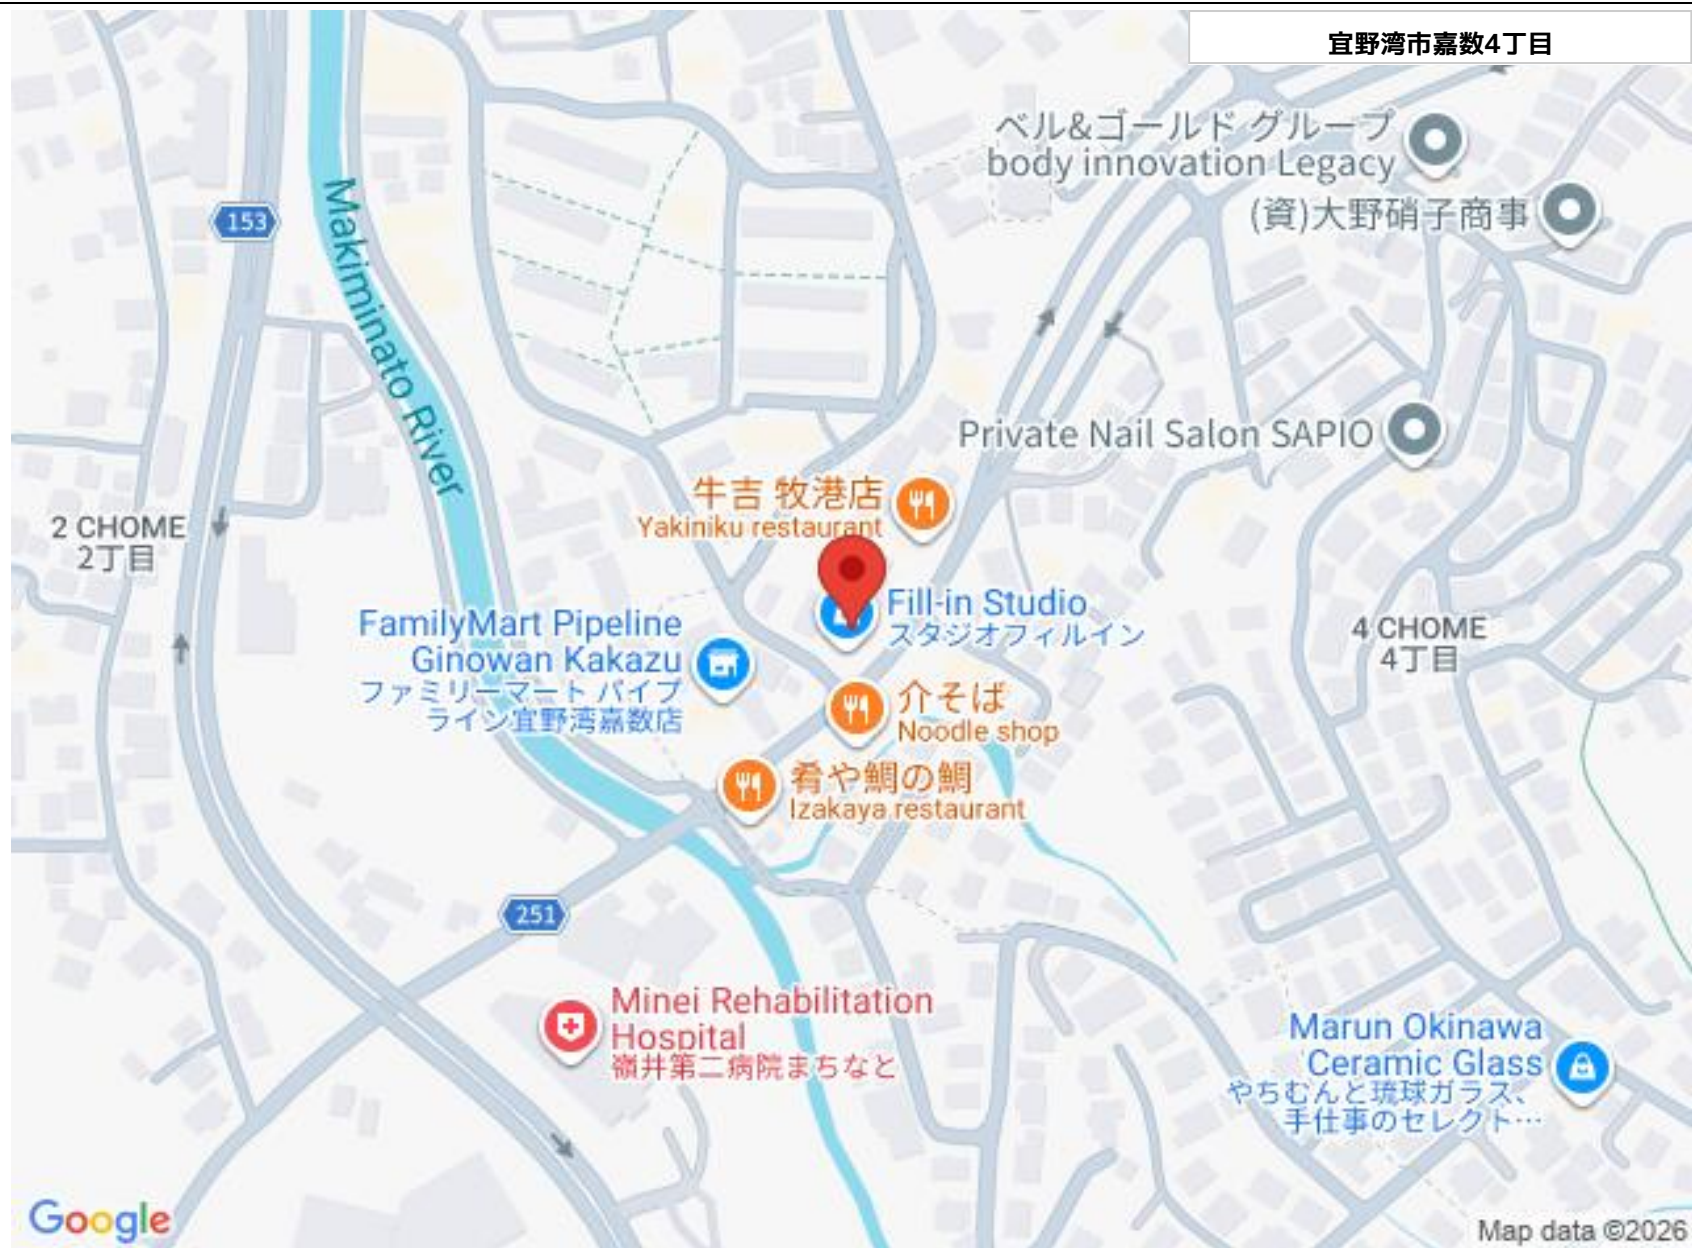 宜野湾市嘉数4丁目
ベル&ゴールド グループ
body innovation Legacy
(資)大野硝子商事
153
Makiminato River
Private Nail Salon SAPIO
牛吉 牧港店
Yakiniku restaurant
2 CHOME
2丁目
Fill-in Studio
スタジオフィルイン
FamilyMart Pipeline
Ginowan Kakazu
ファミリーマート パイプ
ライン宜野湾嘉数店
4 CHOME
4丁目
介そば
Noodle shop
肴や鯛の鯛
Izakaya restaurant
251
Minei Rehabilitation
Hospital
嶺井第二病院まちなと
Marun Okinawa
Ceramic Glass
やちむんと琉球ガラス、
手仕事のセレクト…
Google
Map data ©2026